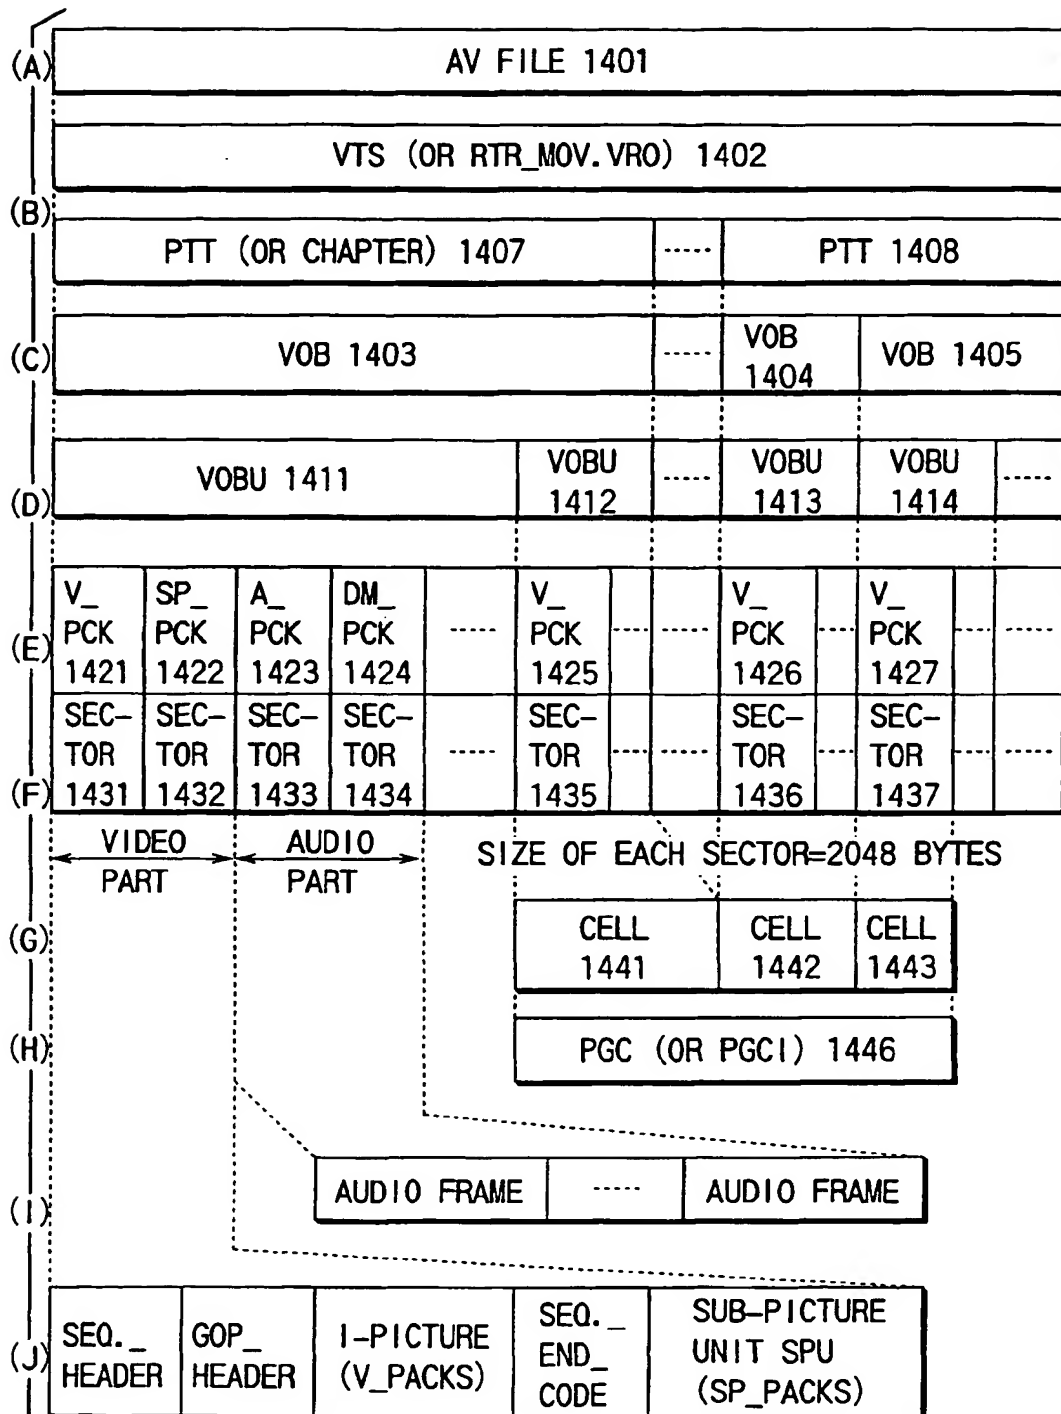 (A) AV FILE 1401
VTS (OR RTR_MOV.VRO) 1402
(B)
PTT (OR CHAPTER) 1407 ----- PTT 1408
(C) VOB 1403 ----- VOB 1404 VOB 1405
(D) VOBU 1411 VOBU 1412 ----- VOBU 1413 VOBU 1414 -----
(E)
V_ SP_ A_ DM_ V_ V_ V_
PCK PCK PCK PCK ----- PCK ---- ----- PCK ---- PCK ---- -----
1421 1422 1423 1424 1425 1426 1427
(F)
SEC- SEC- SEC- SEC- SEC- SEC- SEC-
TOR TOR TOR TOR ----- TOR ---- ----- TOR ---- TOR ---- -----
1431 1432 1433 1434 1435 1436 1437
VIDEO PART AUDIO PART SIZE OF EACH SECTOR=2048 BYTES
(G) CELL 1441 CELL 1442 CELL 1443
(H) PGC (OR PGCI) 1446
(I) AUDIO FRAME ----- AUDIO FRAME
(J) SEQ._ HEADER GOP_ HEADER I-PICTURE (V_PACKS) SEQ._ END_ CODE SUB-PICTURE UNIT SPU (SP_PACKS)